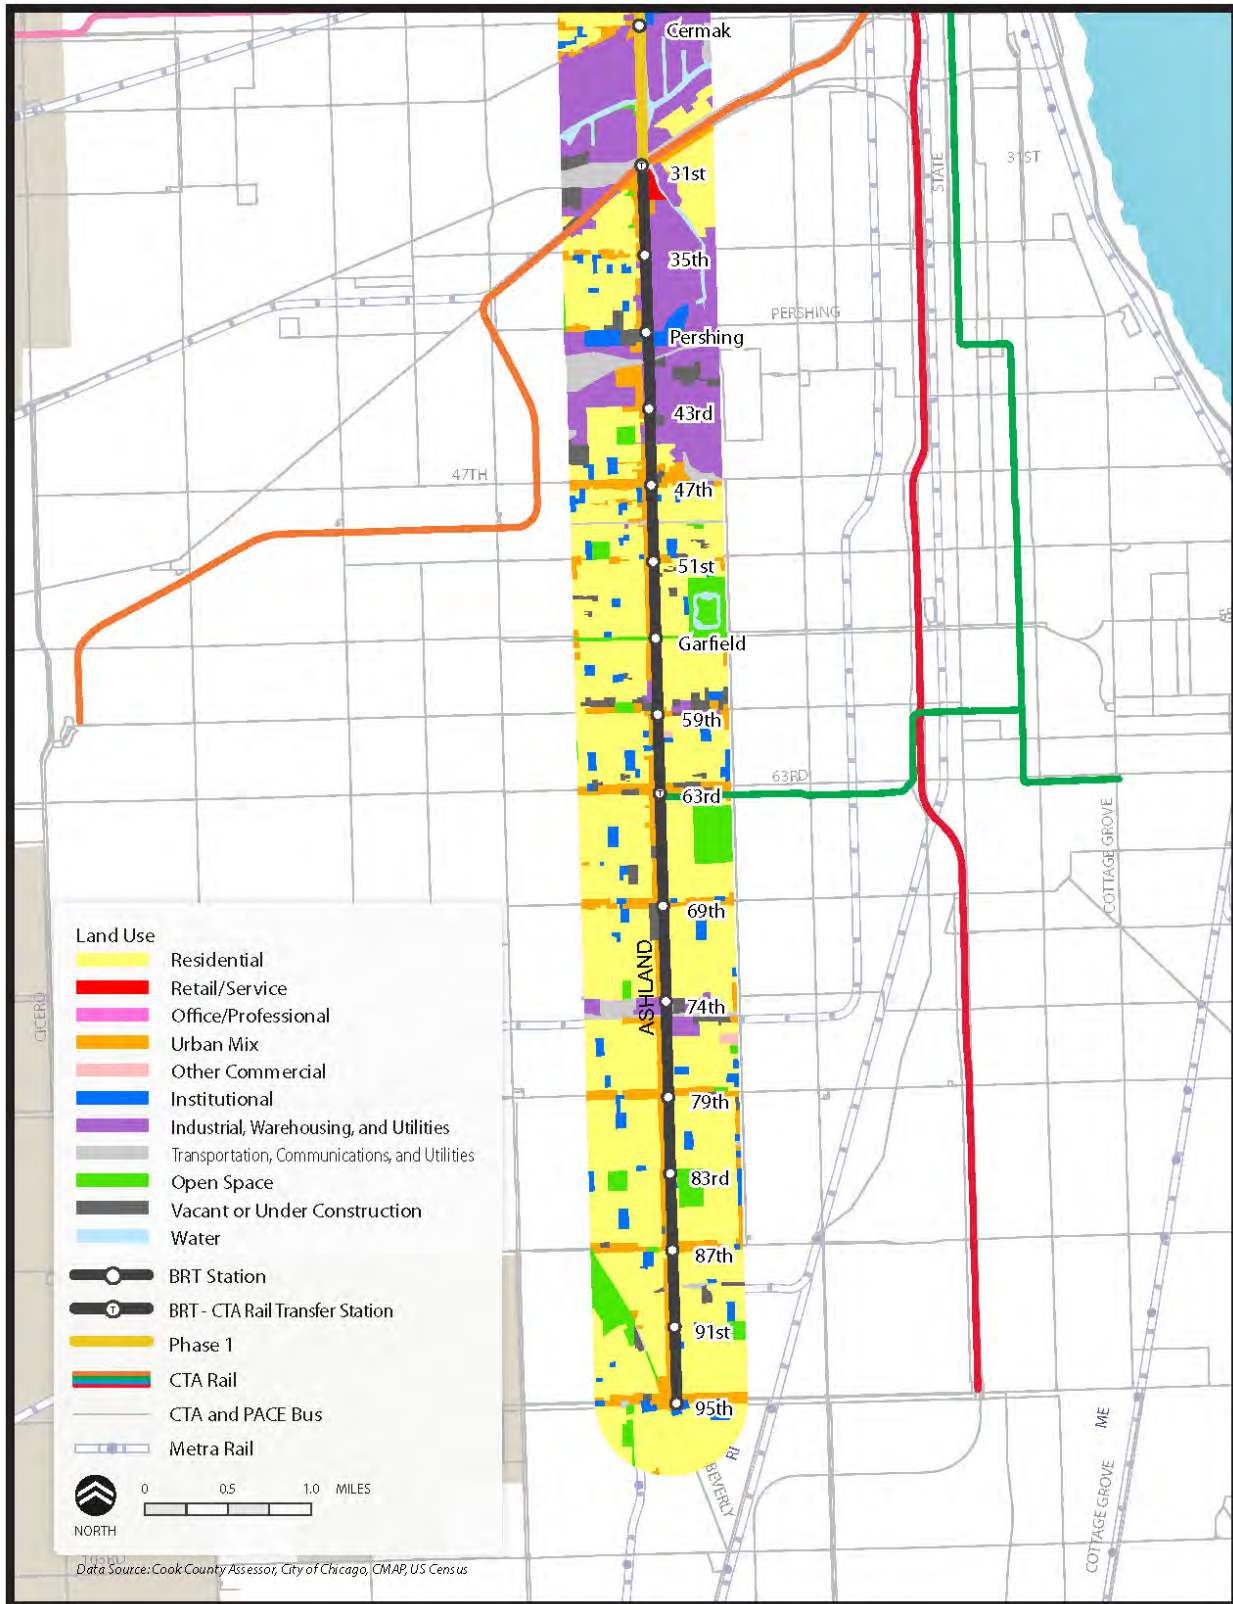 Cermak
31st
31ST
STATE
35th
PERSHING
Pershing
43rd
47TH
47th
51st
Garfield
59th
63RD
63rd
COTTAGE GROVE
69th
ASHLAND
74th
CICERO
79th
83rd
87th
91st
95th
ME
RI
BEVERLY
COTTAGE GROVE
Land Use
Residential
Retail/Service
Office/Professional
Urban Mix
Other Commercial
Institutional
Industrial, Warehousing, and Utilities
Transportation, Communications, and Utilities
Open Space
Vacant or Under Construction
Water
BRT Station
T
BRT - CTA Rail Transfer Station
Phase 1
CTA Rail
CTA and PACE Bus
Metra Rail
0 0.5 1.0 MILES
NORTH
103RD
Data Source: Cook County Assessor, City of Chicago, CMAP, US Census